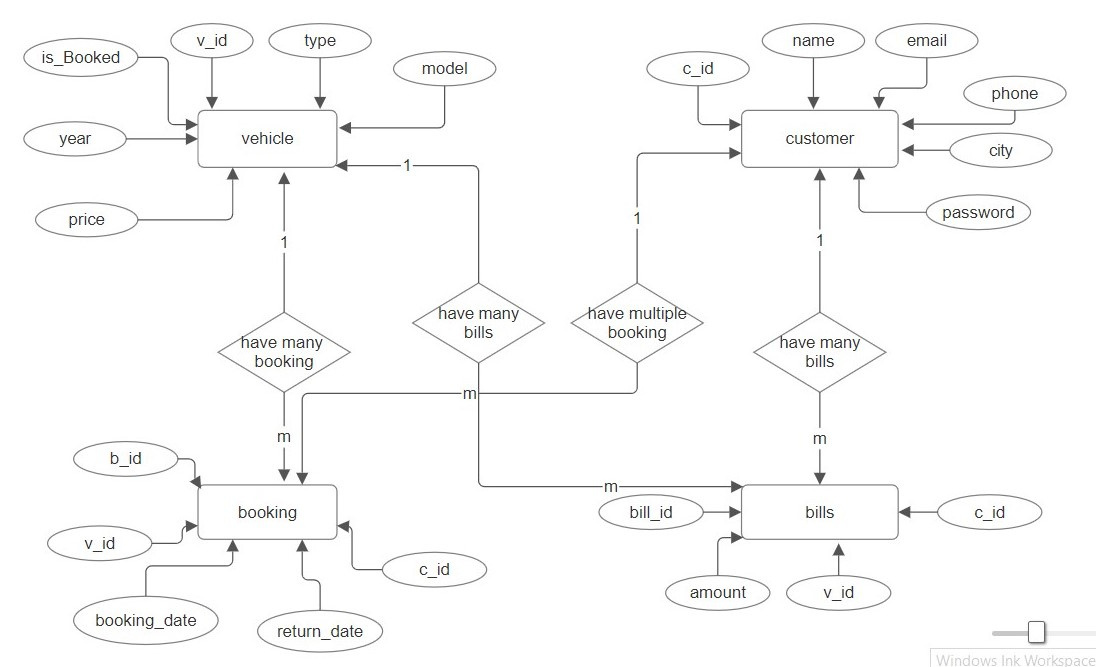 v_id
type
name
email
is_Booked
model
c_id
phone
year
vehicle
customer
city
1
price
1
password
1
1
have many
bills
have multiple
booking
have many
booking
have many
bills
m
m
m
b_id
m
bill_id
booking
bills
c_id
v_id
c_id
amount
v_id
booking_date
return_date
Windows Ink Workspace